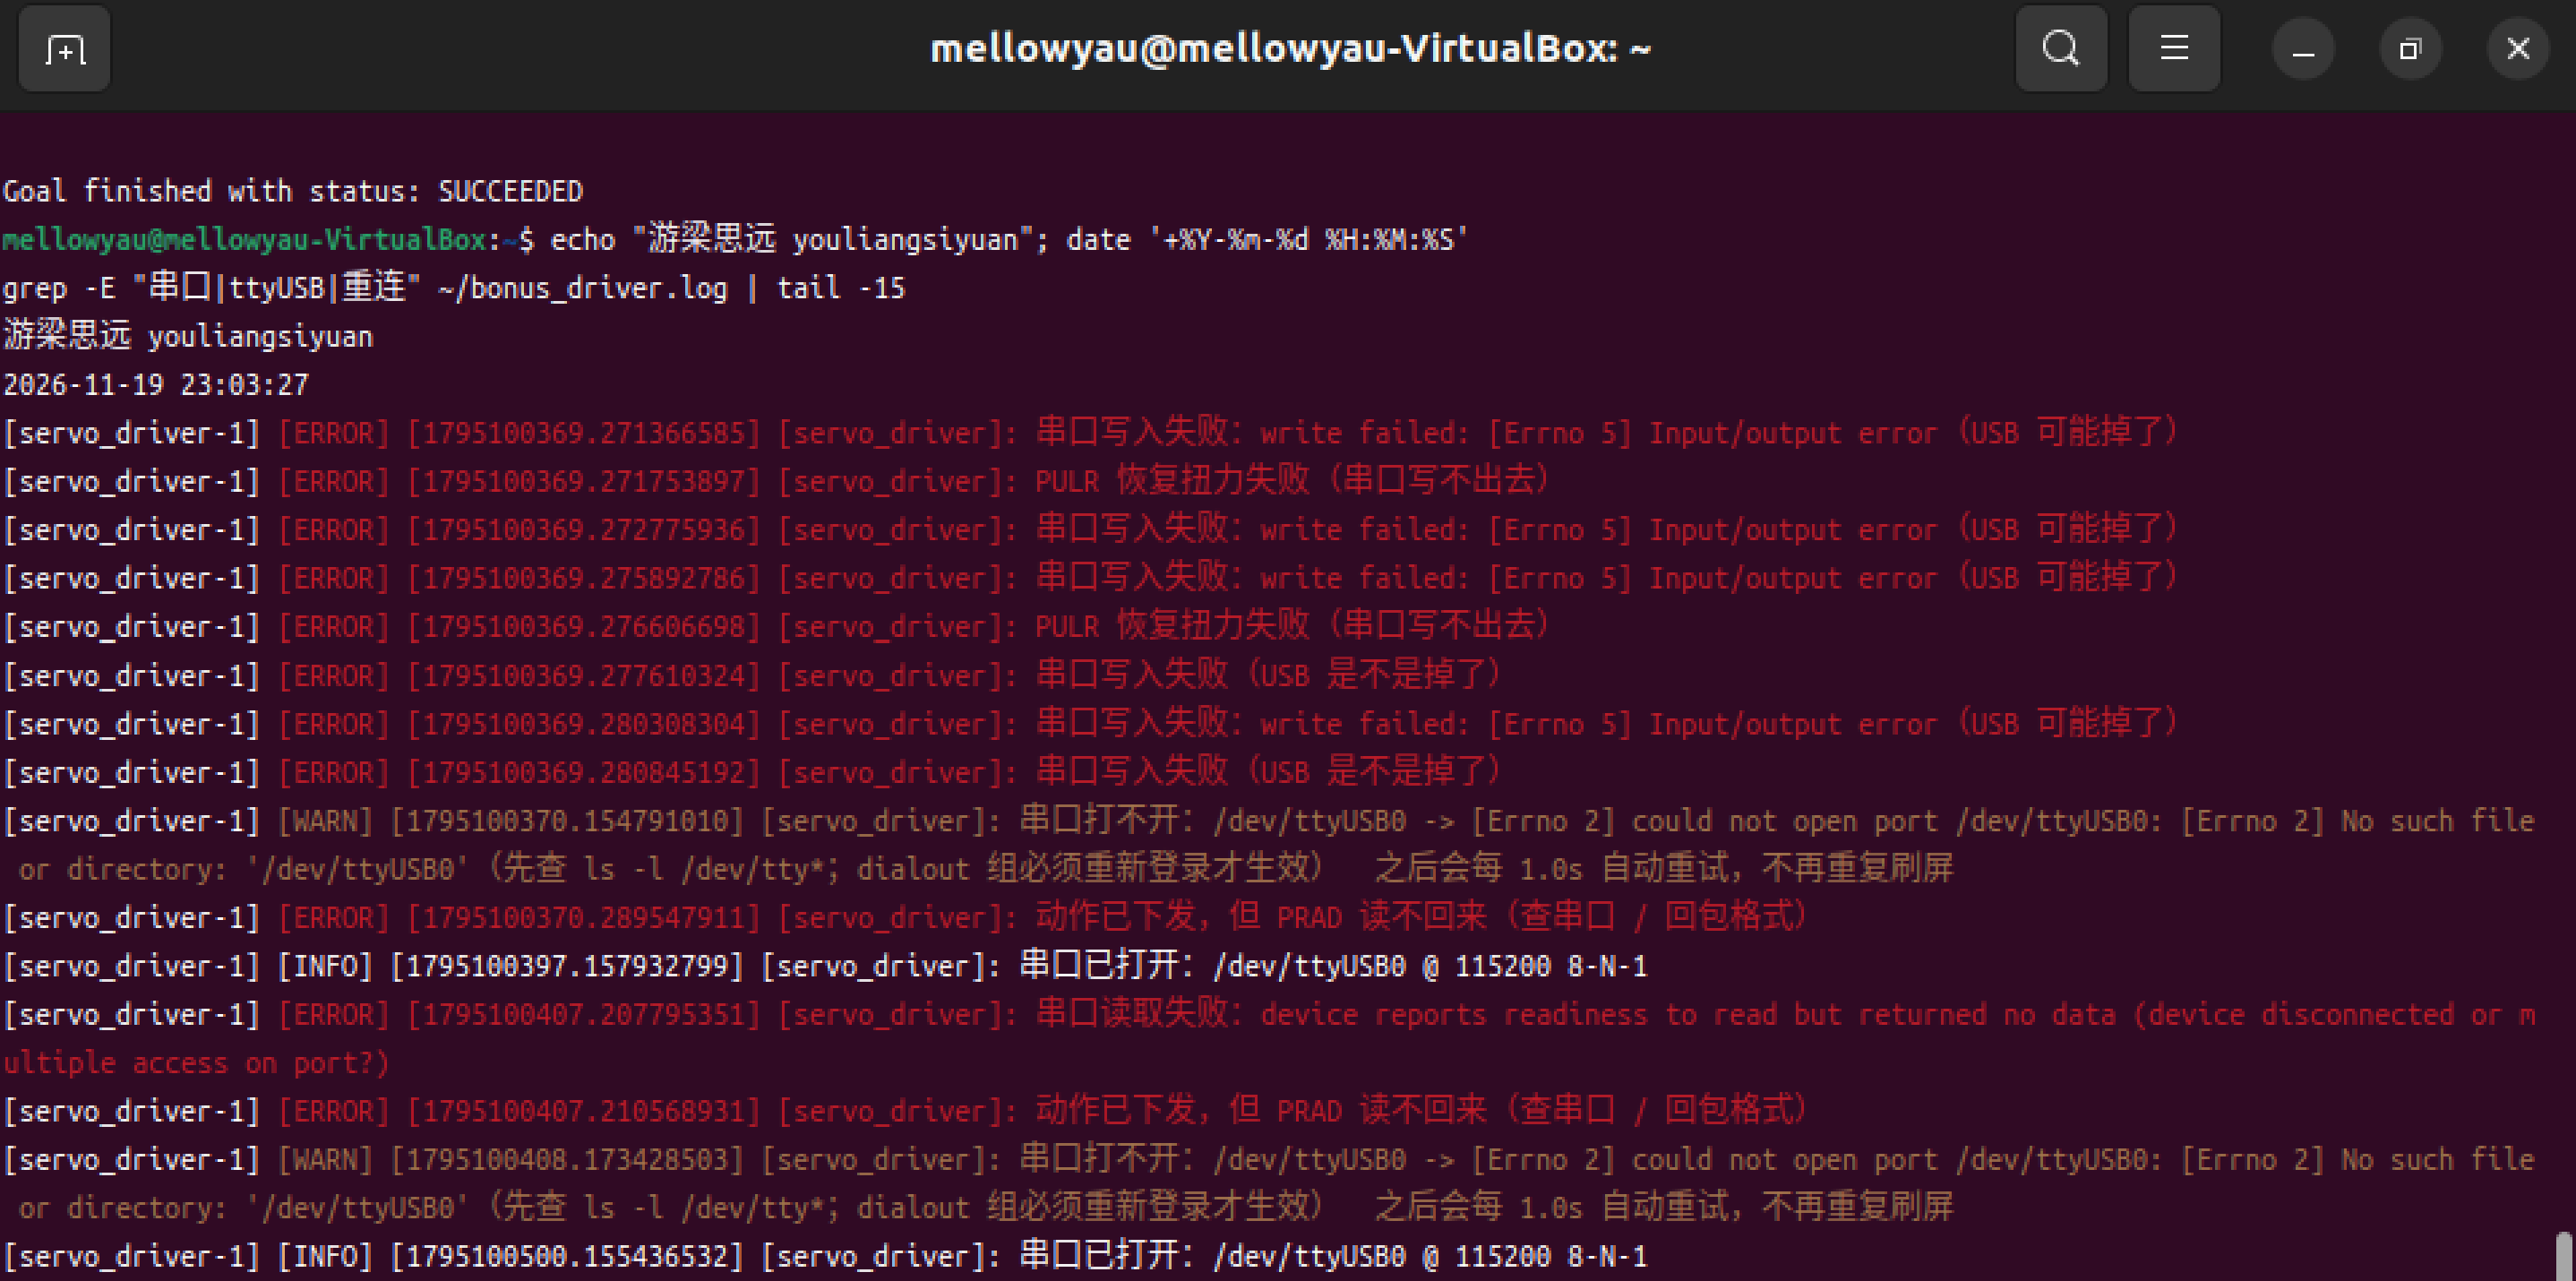 mellowyau@mellowyau-VirtualBox: ~
Goal finished with status: SUCCEEDED
mellowyau@mellowyau-VirtualBox:~$ echo "游梁思远 youliangsiyuan"; date '+%Y-%m-%d %H:%M:%S'
grep -E "串口|ttyUSB|重连" ~/bonus_driver.log | tail -15
游梁思远 youliangsiyuan
2026-11-19 23:03:27
[servo_driver-1] [ERROR] [1795100369.271366585] [servo_driver]: 串口写入失败：write failed: [Errno 5] Input/output error（USB 可能掉了）
[servo_driver-1] [ERROR] [1795100369.271753897] [servo_driver]: PULR 恢复扭力失败（串口写不出去）
[servo_driver-1] [ERROR] [1795100369.272775936] [servo_driver]: 串口写入失败：write failed: [Errno 5] Input/output error（USB 可能掉了）
[servo_driver-1] [ERROR] [1795100369.275892786] [servo_driver]: 串口写入失败：write failed: [Errno 5] Input/output error（USB 可能掉了）
[servo_driver-1] [ERROR] [1795100369.276606698] [servo_driver]: PULR 恢复扭力失败（串口写不出去）
[servo_driver-1] [ERROR] [1795100369.277610324] [servo_driver]: 串口写入失败（USB 是不是掉了）
[servo_driver-1] [ERROR] [1795100369.280308304] [servo_driver]: 串口写入失败：write failed: [Errno 5] Input/output error（USB 可能掉了）
[servo_driver-1] [ERROR] [1795100369.280845192] [servo_driver]: 串口写入失败（USB 是不是掉了）
[servo_driver-1] [WARN] [1795100370.154791010] [servo_driver]: 串口打不开：/dev/ttyUSB0 -> [Errno 2] could not open port /dev/ttyUSB0: [Errno 2] No such file
 or directory: '/dev/ttyUSB0'（先查 ls -l /dev/tty*；dialout 组必须重新登录才生效）  之后会每 1.0s 自动重试，不再重复刷屏
[servo_driver-1] [ERROR] [1795100370.289547911] [servo_driver]: 动作已下发，但 PRAD 读不回来（查串口 / 回包格式）
[servo_driver-1] [INFO] [1795100397.157932799] [servo_driver]: 串口已打开：/dev/ttyUSB0 @ 115200 8-N-1
[servo_driver-1] [ERROR] [1795100407.207795351] [servo_driver]: 串口读取失败：device reports readiness to read but returned no data (device disconnected or m
ultiple access on port?)
[servo_driver-1] [ERROR] [1795100407.210568931] [servo_driver]: 动作已下发，但 PRAD 读不回来（查串口 / 回包格式）
[servo_driver-1] [WARN] [1795100408.173428503] [servo_driver]: 串口打不开：/dev/ttyUSB0 -> [Errno 2] could not open port /dev/ttyUSB0: [Errno 2] No such file
 or directory: '/dev/ttyUSB0'（先查 ls -l /dev/tty*；dialout 组必须重新登录才生效）  之后会每 1.0s 自动重试，不再重复刷屏
[servo_driver-1] [INFO] [1795100500.155436532] [servo_driver]: 串口已打开：/dev/ttyUSB0 @ 115200 8-N-1